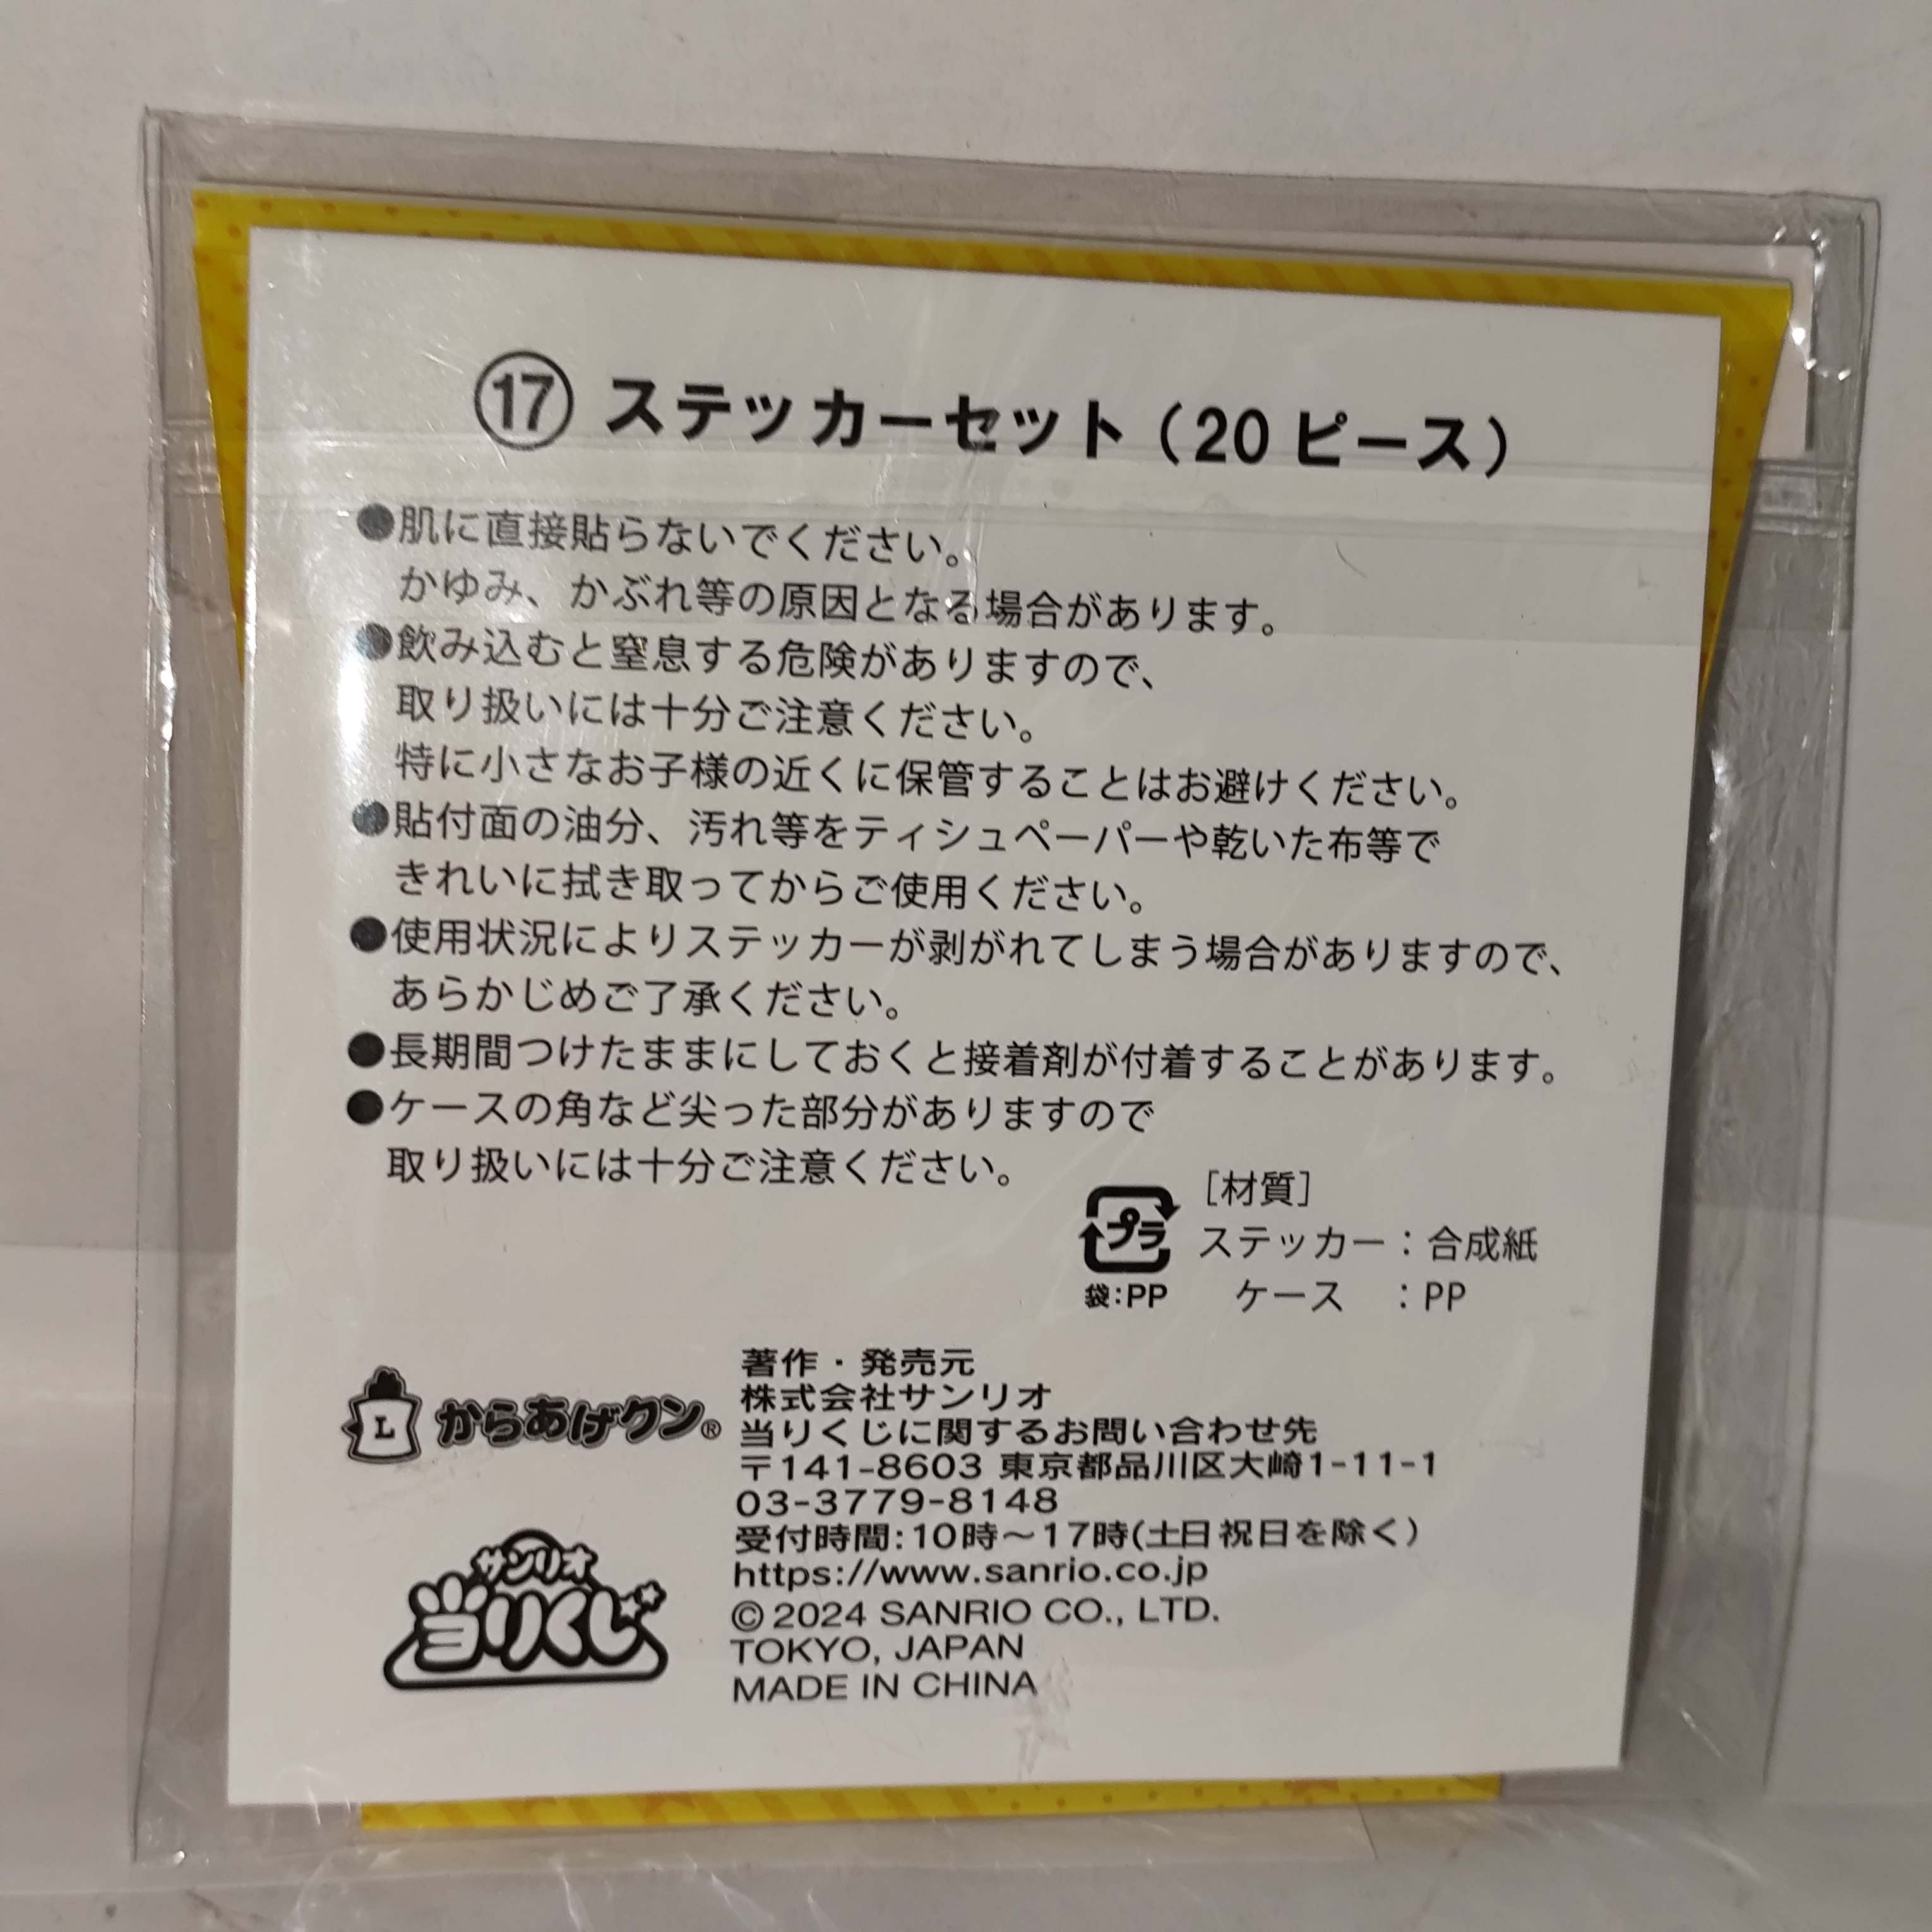 ⑰ ステッカーセット（20ピース）
●肌に直接貼らないでください。
かゆみ、かぶれ等の原因となる場合があります。
●飲み込むと窒息する危険がありますので、
取り扱いには十分ご注意ください。
特に小さなお子様の近くに保管することはお避けください。
●貼付面の油分、汚れ等をティシュペーパーや乾いた布等で
きれいに拭き取ってからご使用ください。
●使用状況によりステッカーが剥がれてしまう場合がありますので、
あらかじめご了承ください。
●長期間つけたままにしておくと接着剤が付着することがあります。
●ケースの角など尖った部分がありますので
取り扱いには十分ご注意ください。
プラ
袋：PP
［材質］
ステッカー：合成紙
ケース　：PP
L
からあげクン®
サンリオ
当りくじ
著作・発売元
株式会社サンリオ
当りくじに関するお問い合わせ先
〒141-8603 東京都品川区大崎1-11-1
03-3779-8148
受付時間：10時～17時(土日祝日を除く)
https://www.sanrio.co.jp
© 2024 SANRIO CO., LTD.
TOKYO, JAPAN
MADE IN CHINA